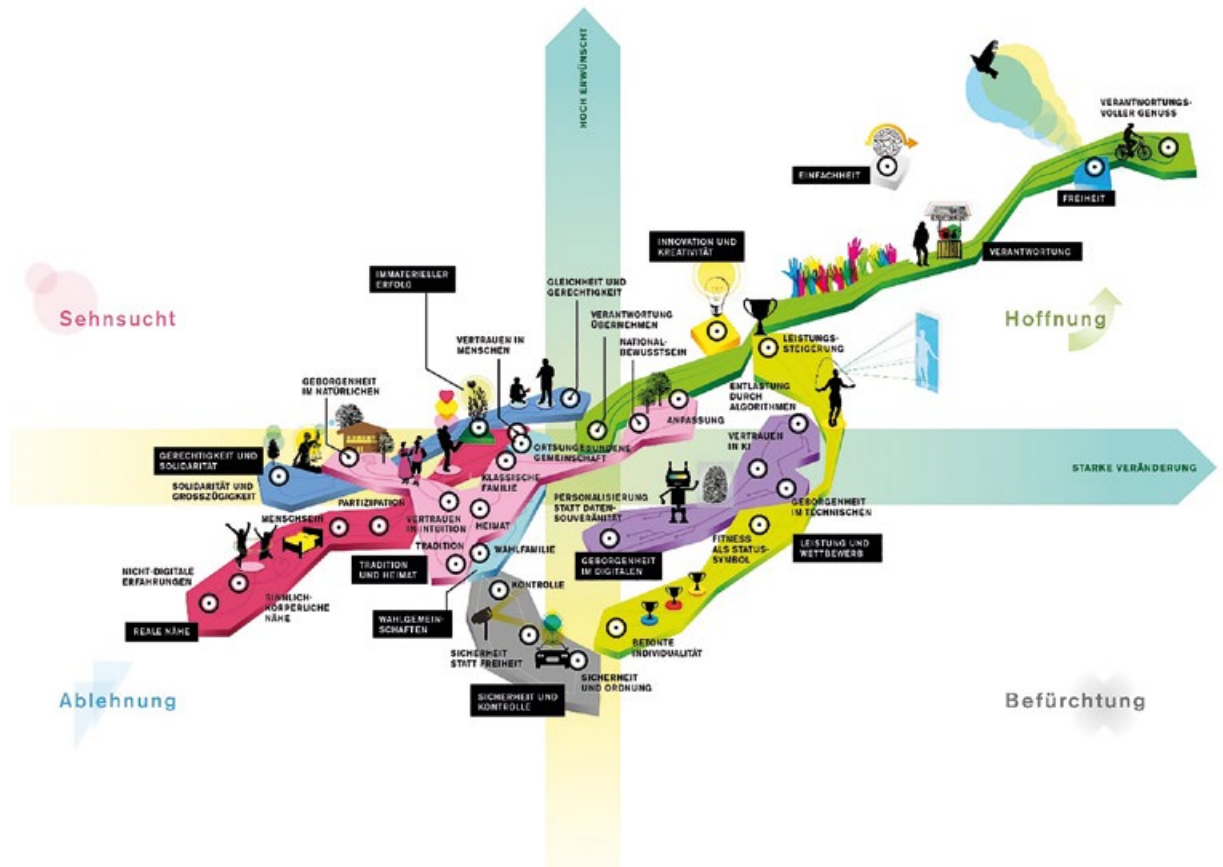 HOCH ERWÜNSCHT
VERANTWORTUNGS-
VOLLER GENUSS
EINFACHHEIT
FREIHEIT
INNOVATION UND
KREATIVITÄT
VERANTWORTUNG
IMMATERIELLER
ERFOLG
GLEICHHEIT UND
GERECHTIGKEIT
Sehnsucht
Hoffnung
VERANTWORTUNG
ÜBERNEHMEN
VERTRAUEN IN
MENSCHEN
NATIONAL-
BEWUSSTSEIN
LEISTUNGS-
STEIGERUNG
GEBORGENHEIT
IM NATÜRLICHEN
ENTLASTUNG
DURCH
ALGORITHMEN
ANPASSUNG
ORTSUNGEBUNDENE
GEMEINSCHAFT
GERECHTIGKEIT UND
SOLIDARITÄT
VERTRAUEN
IN KI
STARKE VERÄNDERUNG
KLASSISCHE
FAMILIE
SOLIDARITÄT UND
GROSSZÜGIGKEIT
PARTIZIPATION
PERSONALISIERUNG
STATT DATEN-
SOUVERÄNITÄT
GEBORGENHEIT
IM TECHNISCHEN
MENSCHSEIN
VERTRAUEN
IN INTUITION
HEIMAT
FITNESS
ALS STATUS-
SYMBOL
LEISTUNG UND
WETTBEWERB
TRADITION
WAHLFAMILIE
GEBORGENHEIT
IM DIGITALEN
TRADITION
UND HEIMAT
NICHT-DIGITALE
ERFAHRUNGEN
KONTROLLE
SINNLICH-
KÖRPERLICHE
NÄHE
WAHLGEMEIN-
SCHAFTEN
REALE NÄHE
BETONTE
INDIVIDUALITÄT
SICHERHEIT
STATT FREIHEIT
SICHERHEIT
UND ORDNUNG
SICHERHEIT UND
KONTROLLE
Ablehnung
Befürchtung